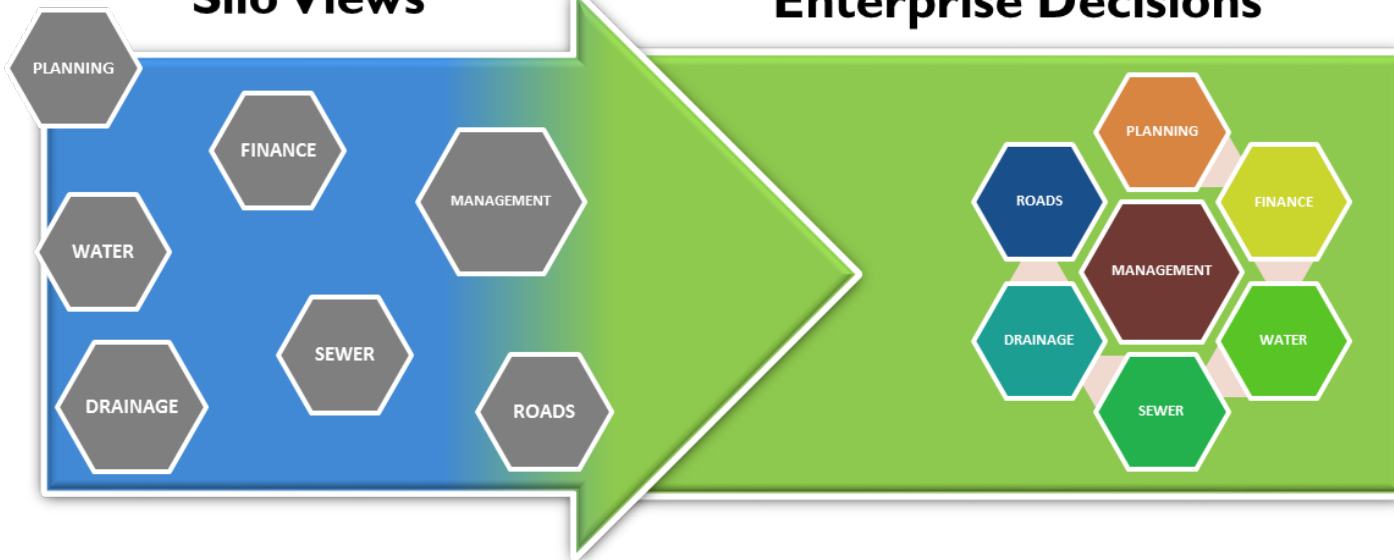 Silo Views
Enterprise Decisions
PLANNING
FINANCE
MANAGEMENT
WATER
SEWER
DRAINAGE
ROADS
PLANNING
ROADS
FINANCE
MANAGEMENT
DRAINAGE
WATER
SEWER